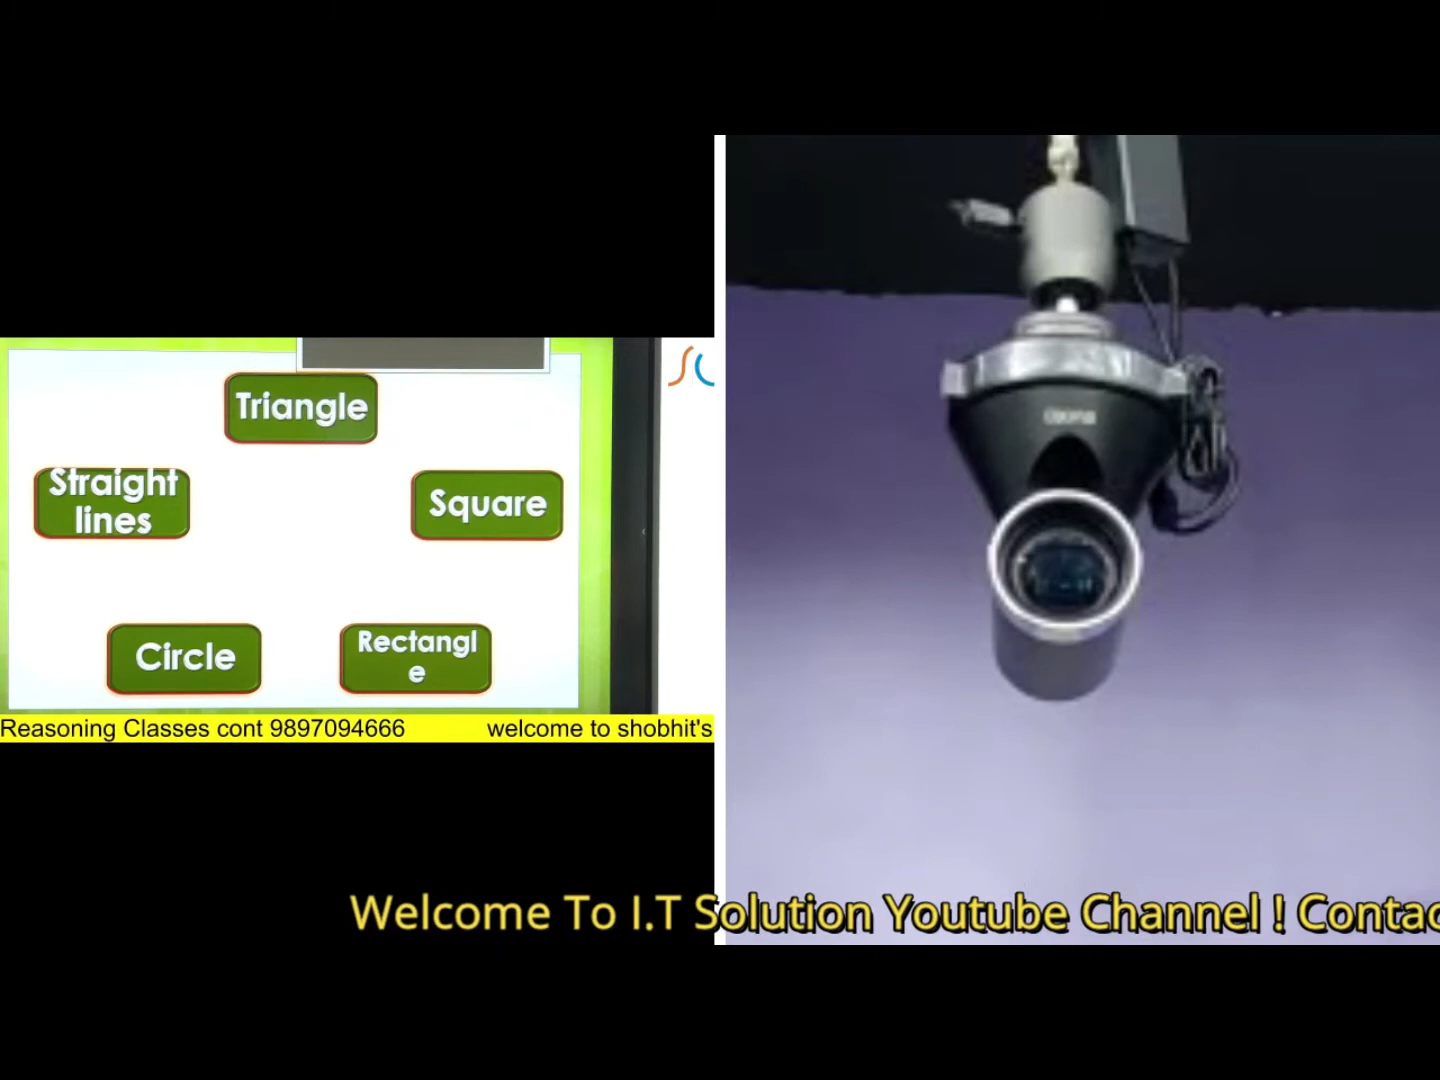 Triangle
Straight
lines
Square
Circle
Rectangl
e
Reasoning Classes cont 9897094666 welcome to shobhit's
Welcome To I.T Solution Youtube Channel ! Contac